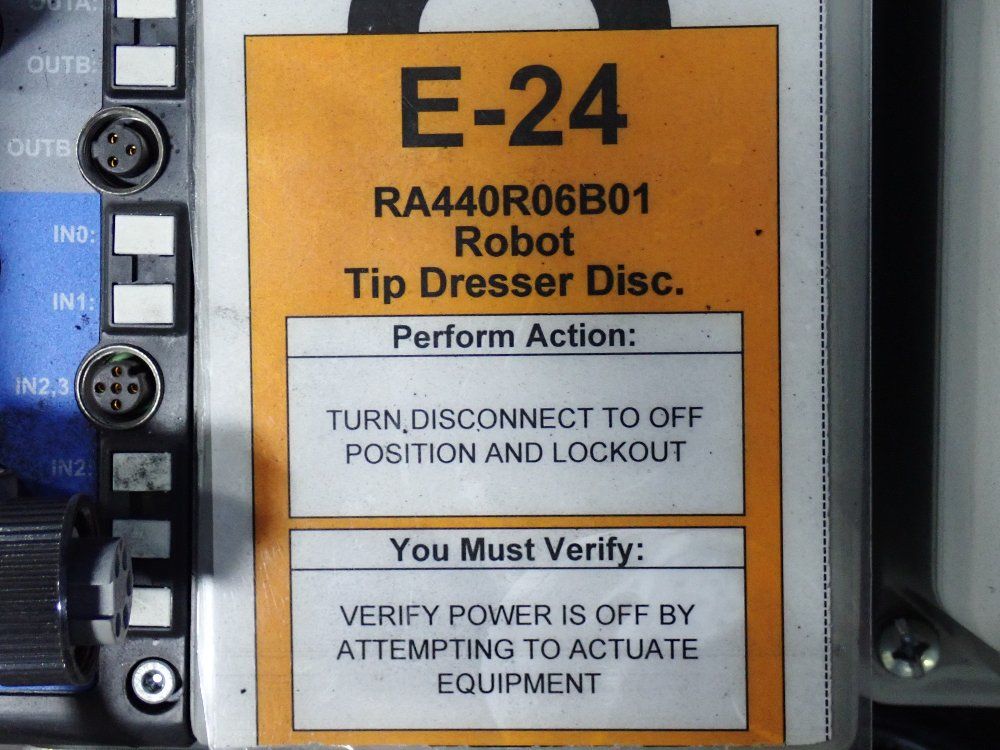 OUTA:
OUTB:
OUTB
IN0:
IN1:
IN2,3
IN2:
E-24
RA440R06B01
Robot
Tip Dresser Disc.
Perform Action:
TURN DISCONNECT TO OFF
POSITION AND LOCKOUT
You Must Verify:
VERIFY POWER IS OFF BY
ATTEMPTING TO ACTUATE
EQUIPMENT